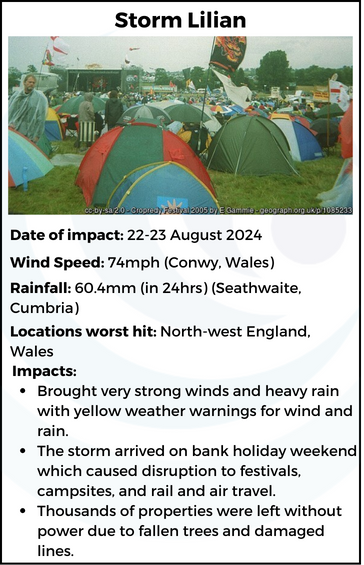 Storm Lilian
cc-by-sa/2.0 - Cropredy Festival 2005 by E Gammie - geograph.org.uk/p/1085233
Date of impact: 22-23 August 2024
Wind Speed: 74mph (Conwy, Wales)
Rainfall: 60.4mm (in 24hrs) (Seathwaite,
Cumbria)
Locations worst hit: North-west England,
Wales
Impacts:
• Brought very strong winds and heavy rain
with yellow weather warnings for wind and
rain.
• The storm arrived on bank holiday weekend
which caused disruption to festivals,
campsites, and rail and air travel.
• Thousands of properties were left without
power due to fallen trees and damaged
lines.